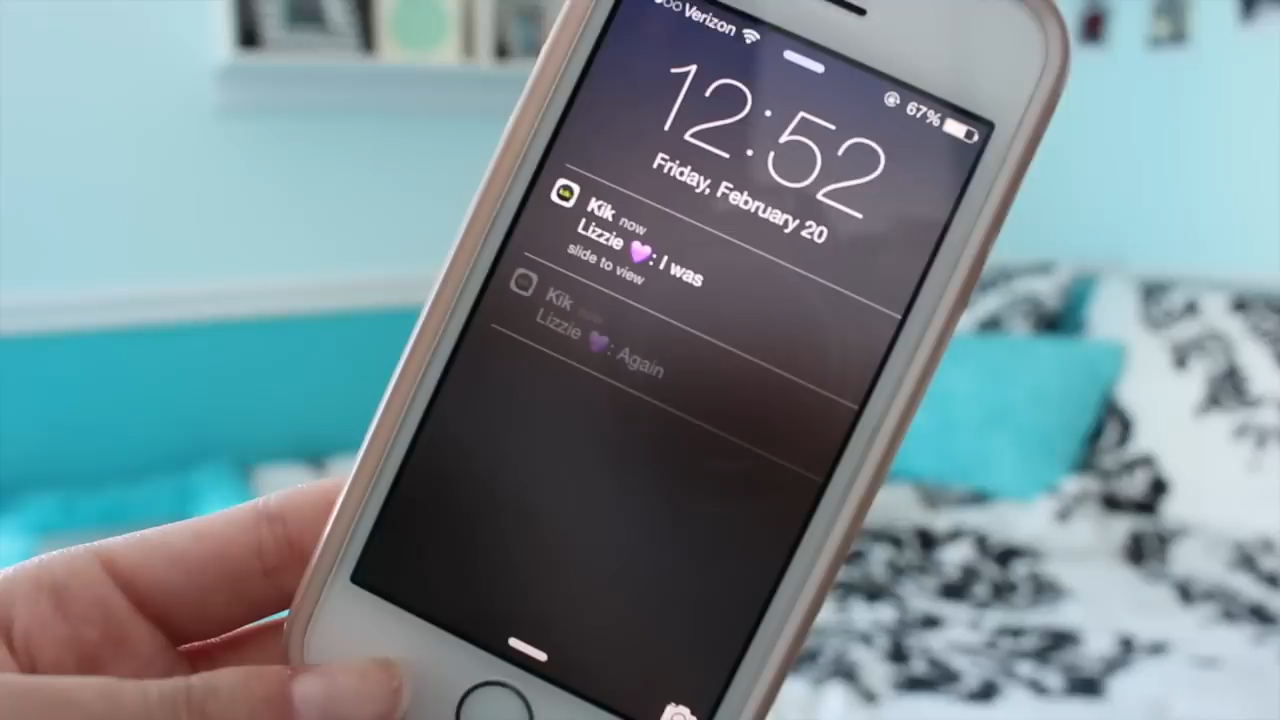 Verizon
67%
12:52
Friday, February 20
Kik now
Lizzie 💜: I was
slide to view
Kik
Lizzie 💜: Again